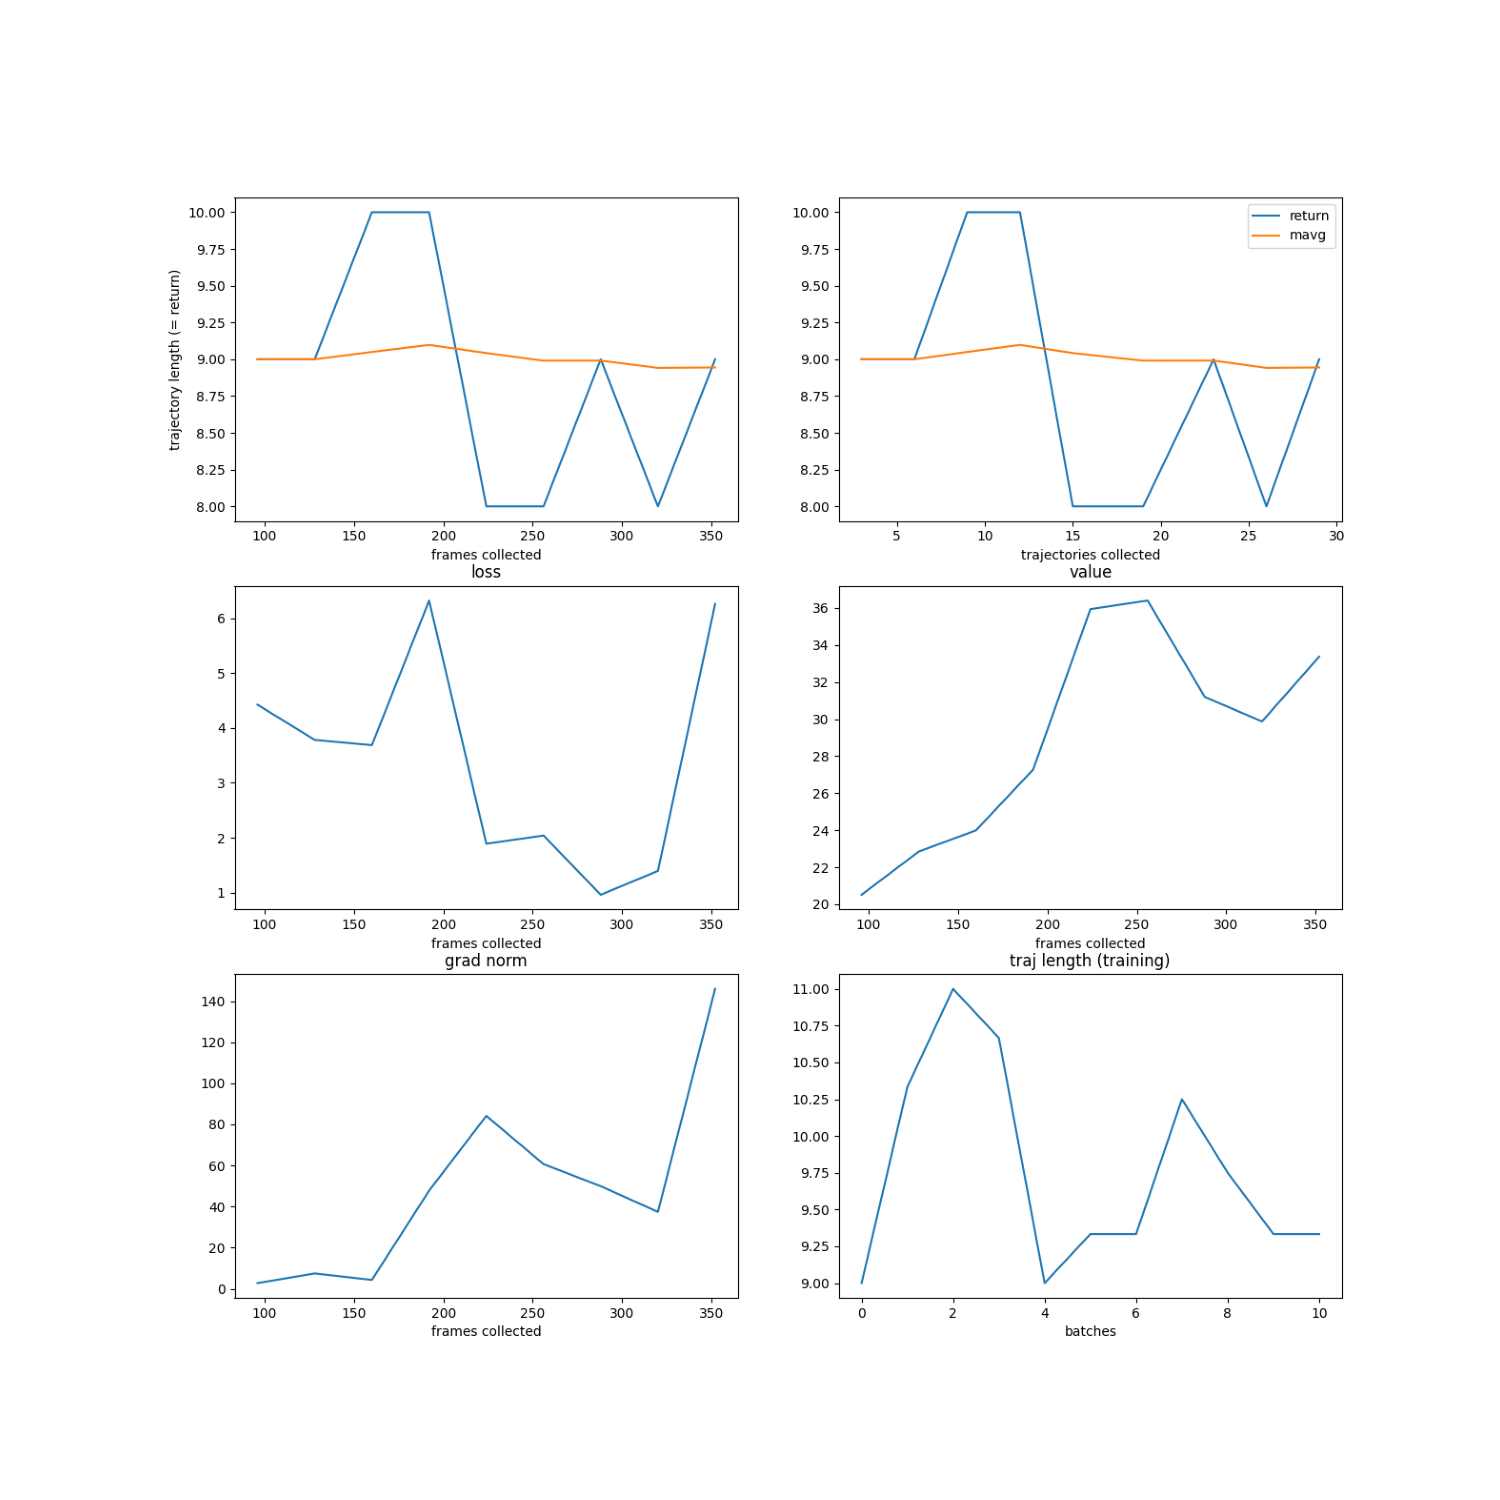 10.00
9.75
9.50
9.25
9.00
8.75
8.50
8.25
8.00
trajectory length (= return)
100 150 200 250 300 350
frames collected
10.00
9.75
9.50
9.25
9.00
8.75
8.50
8.25
8.00
return
mavg
5 10 15 20 25 30
trajectories collected
loss
6
5
4
3
2
1
100 150 200 250 300 350
frames collected
value
36
34
32
30
28
26
24
22
20
100 150 200 250 300 350
frames collected
grad norm
140
120
100
80
60
40
20
0
100 150 200 250 300 350
frames collected
traj length (training)
11.00
10.75
10.50
10.25
10.00
9.75
9.50
9.25
9.00
0 2 4 6 8 10
batches